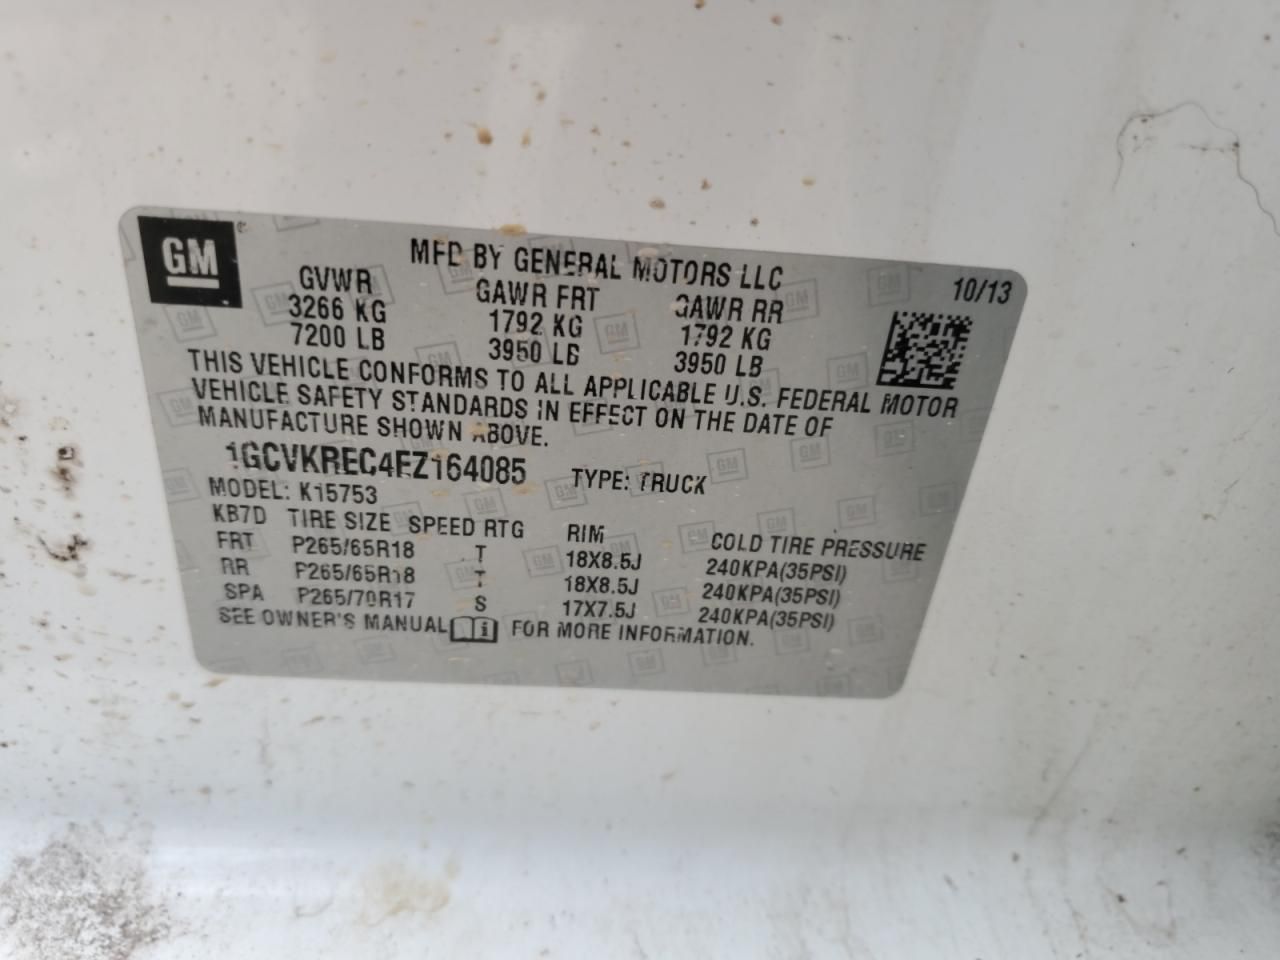 GM
MFD BY GENERAL MOTORS LLC
10/13
GVWR GAWR FRT GAWR RR
3266 KG 1792 KG 1792 KG
7200 LB 3950 LB 3950 LB
THIS VEHICLE CONFORMS TO ALL APPLICABLE U.S. FEDERAL MOTOR
VEHICLE SAFETY STANDARDS IN EFFECT ON THE DATE OF
MANUFACTURE SHOWN ABOVE.
1GCVKREC4FZ164085 TYPE: TRUCK
MODEL: K15753
KB7D TIRE SIZE SPEED RTG RIM COLD TIRE PRESSURE
FRT P265/65R18 T 18X8.5J 240KPA(35PSI)
RR P265/65R18 T 18X8.5J 240KPA(35PSI)
SPA P265/70R17 S 17X7.5J 240KPA(35PSI)
SEE OWNER'S MANUAL i FOR MORE INFORMATION.